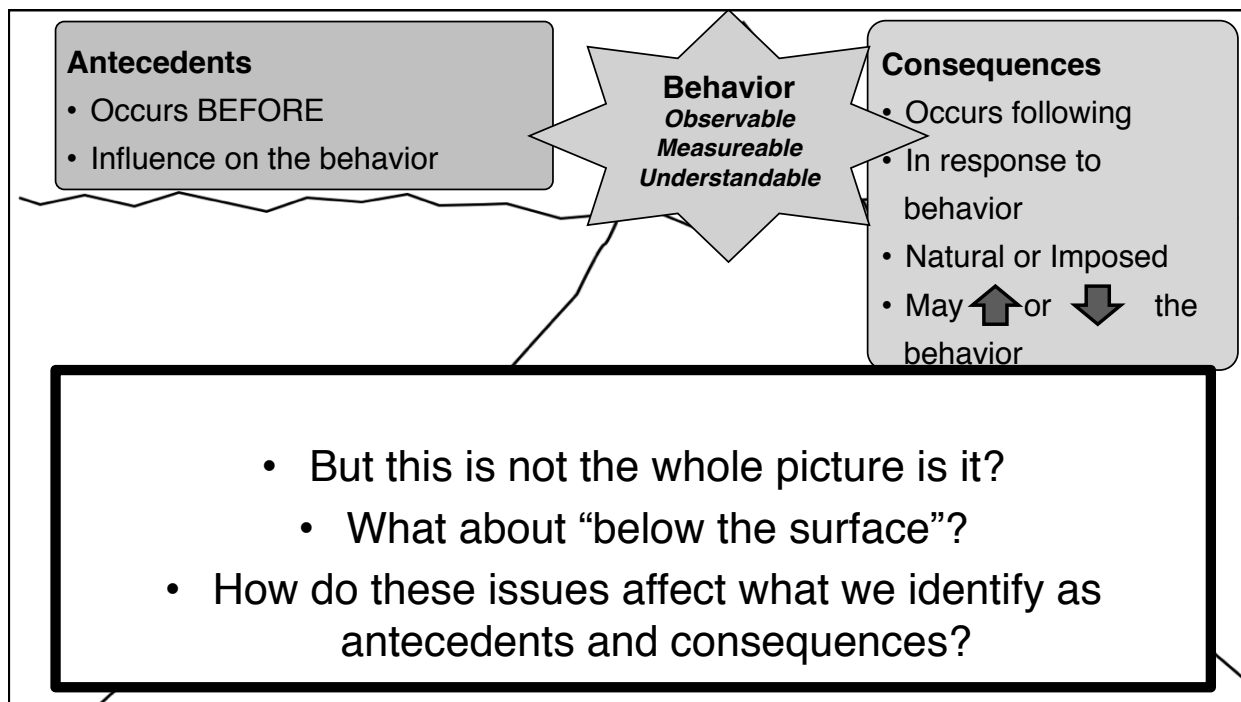 Antecedents
• Occurs BEFORE
• Influence on the behavior
Behavior
Observable
Measureable
Understandable
Consequences
• Occurs following
• In response to
behavior
• Natural or Imposed
• May or the
behavior
• But this is not the whole picture is it?
• What about “below the surface”?
• How do these issues affect what we identify as
antecedents and consequences?